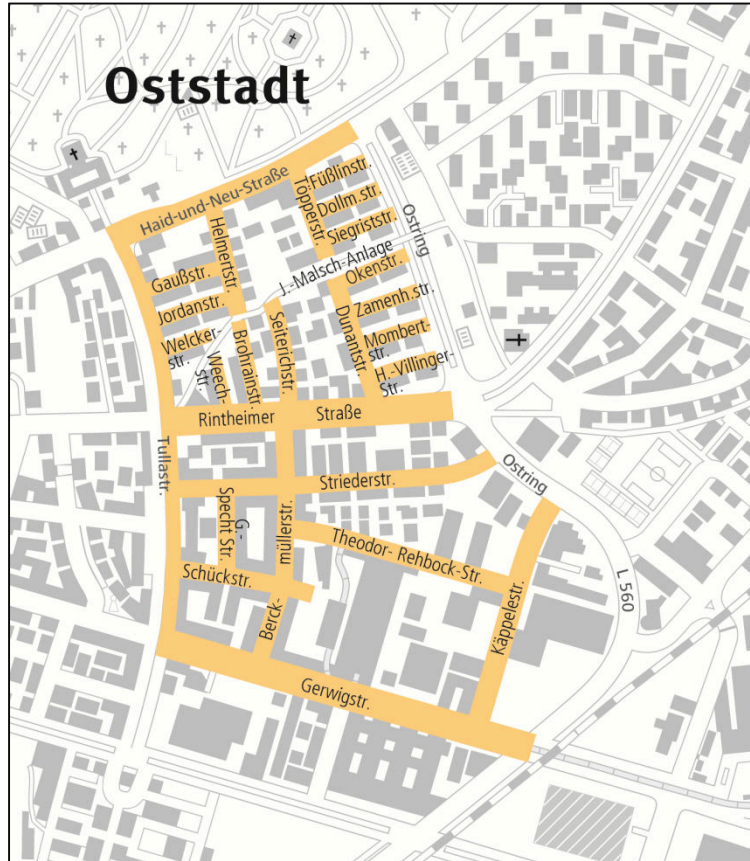 Oststadt
Haid-und-Neu-Straße
Füßlinstr.
Töpperstr.
Dollm.str.
Siegriststr.
Ostring
Helmertstr.
J.-Malsch-Anlage
Gaußstr.
Okenstr.
Jordanstr.
Zamenh.str.
Welcker-
str.
Weech-
str.
Brohrainstr.
Seiterichstr.
Dunantstr.
Mombert-
str.
H.-Villinger-
Str.
Rintheimer Straße
Tullastr.
Ostring
Striederstr.
G.-
Specht Str.
Berck-
müllerstr.
Theodor- Rehbock-Str.
Schückstr.
Käppelestr.
L 560
Gerwigstr.